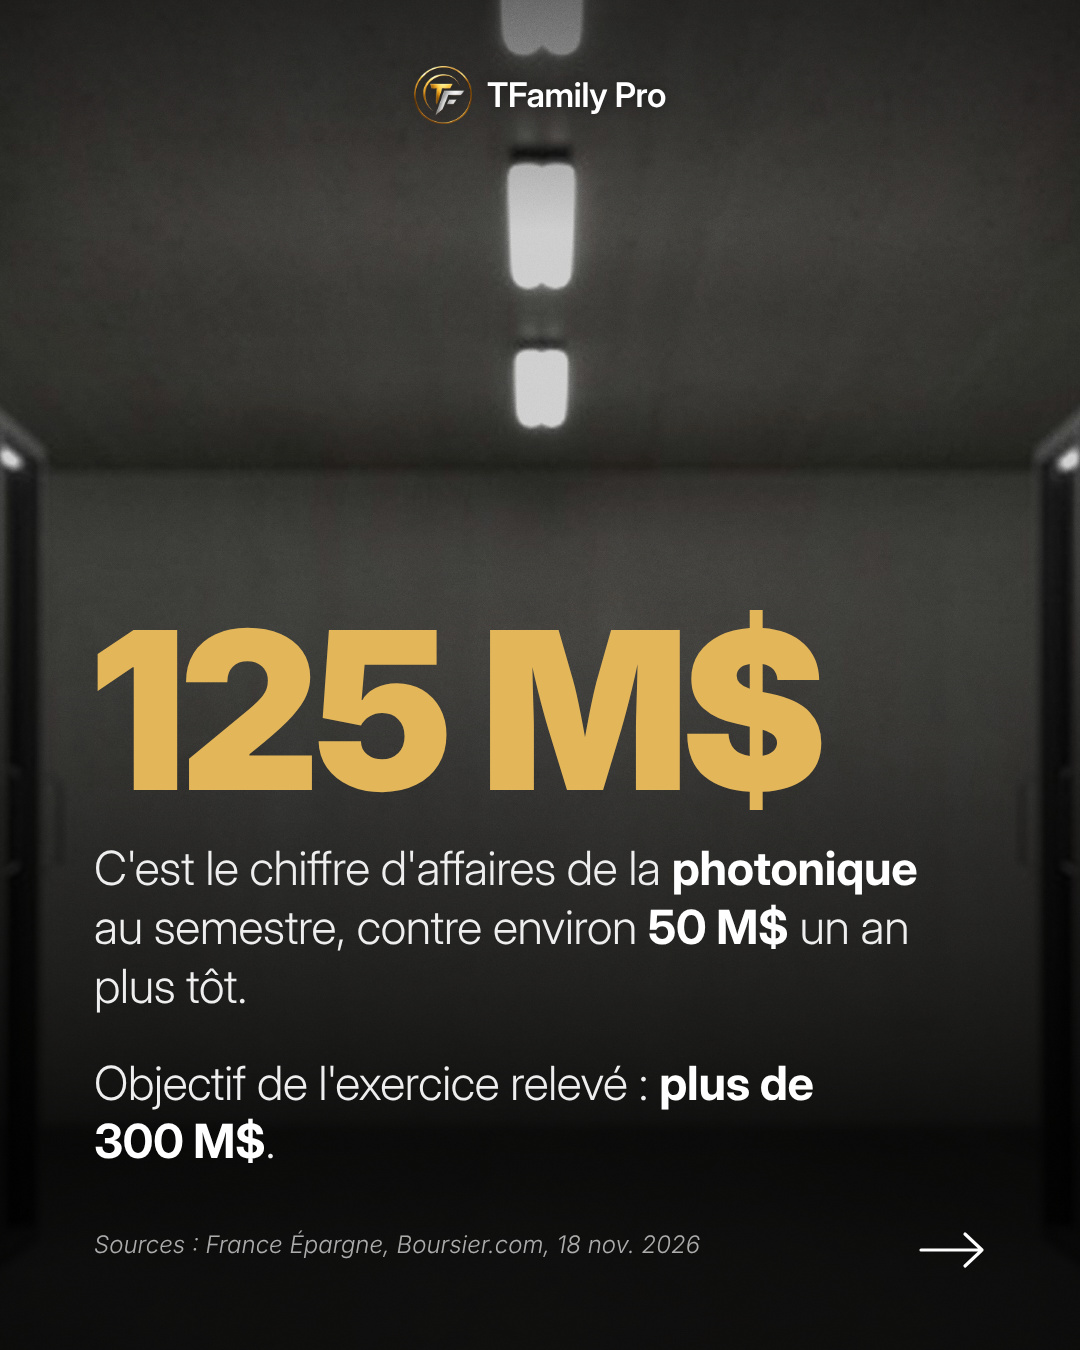 TFamily Pro
125 M$
C'est le chiffre d'affaires de la photonique
au semestre, contre environ 50 M$ un an
plus tôt.
Objectif de l'exercice relevé : plus de
300 M$.
Sources : France Épargne, Boursier.com, 18 nov. 2026